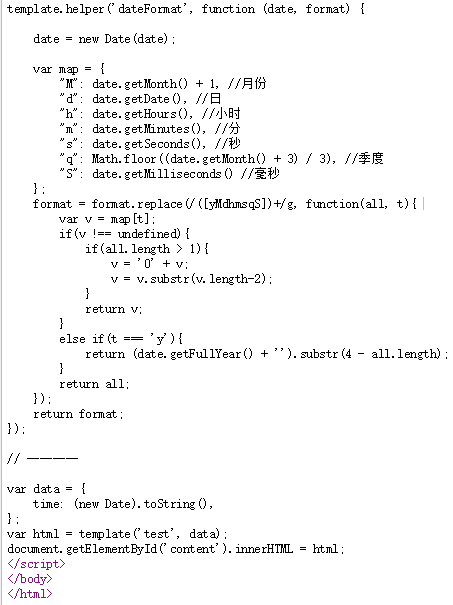 template.helper('dateFormat', function (date, format) {
date = new Date(date);
var map = {
"M": date.getMonth() + 1, //月份
"d": date.getDate(), //日
"h": date.getHours(), //小时
"m": date.getMinutes(), //分
"s": date.getSeconds(), //秒
"q": Math.floor((date.getMonth() + 3) / 3), //季度
"S": date.getMilliseconds() //毫秒
};
format = format.replace(/([yMdhmsqS])+/g, function(all, t){
var v = map[t];
if(v !== undefined){
if(all.length > 1){
v = '0' + v;
v = v.substr(v.length-2);
}
return v;
}
else if(t === 'y'){
return (date.getFullYear() + '').substr(4 - all.length);
}
return all;
});
return format;
});
// ————
var data = {
time: (new Date).toString(),
};
var html = template('test', data);
document.getElementById('content').innerHTML = html;
</script>
</body>
</html>